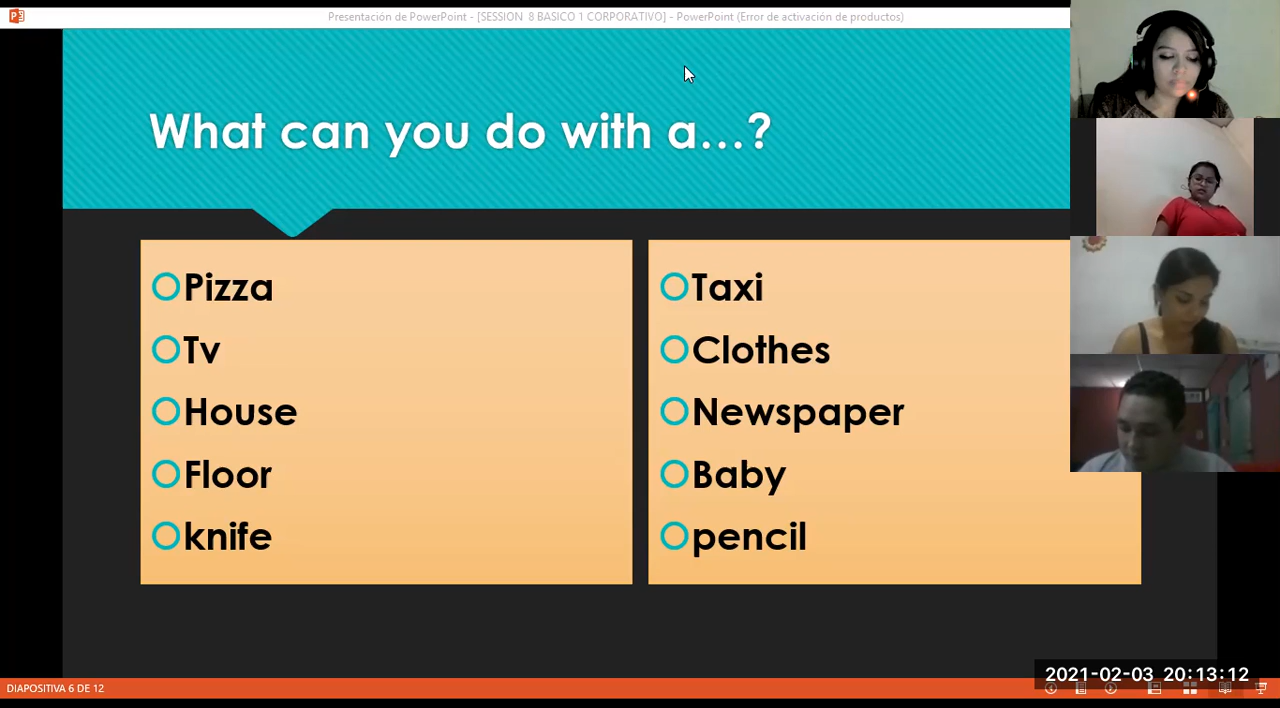 Presentación de PowerPoint - [SESSION 8 BASICO 1 CORPORATIVO] - PowerPoint (Error de activación de productos)
What can you do with a...?
Pizza
Tv
House
Floor
knife
Taxi
Clothes
Newspaper
Baby
pencil
2021-02-03 20:13:12
DIAPOSITIVA 6 DE 12